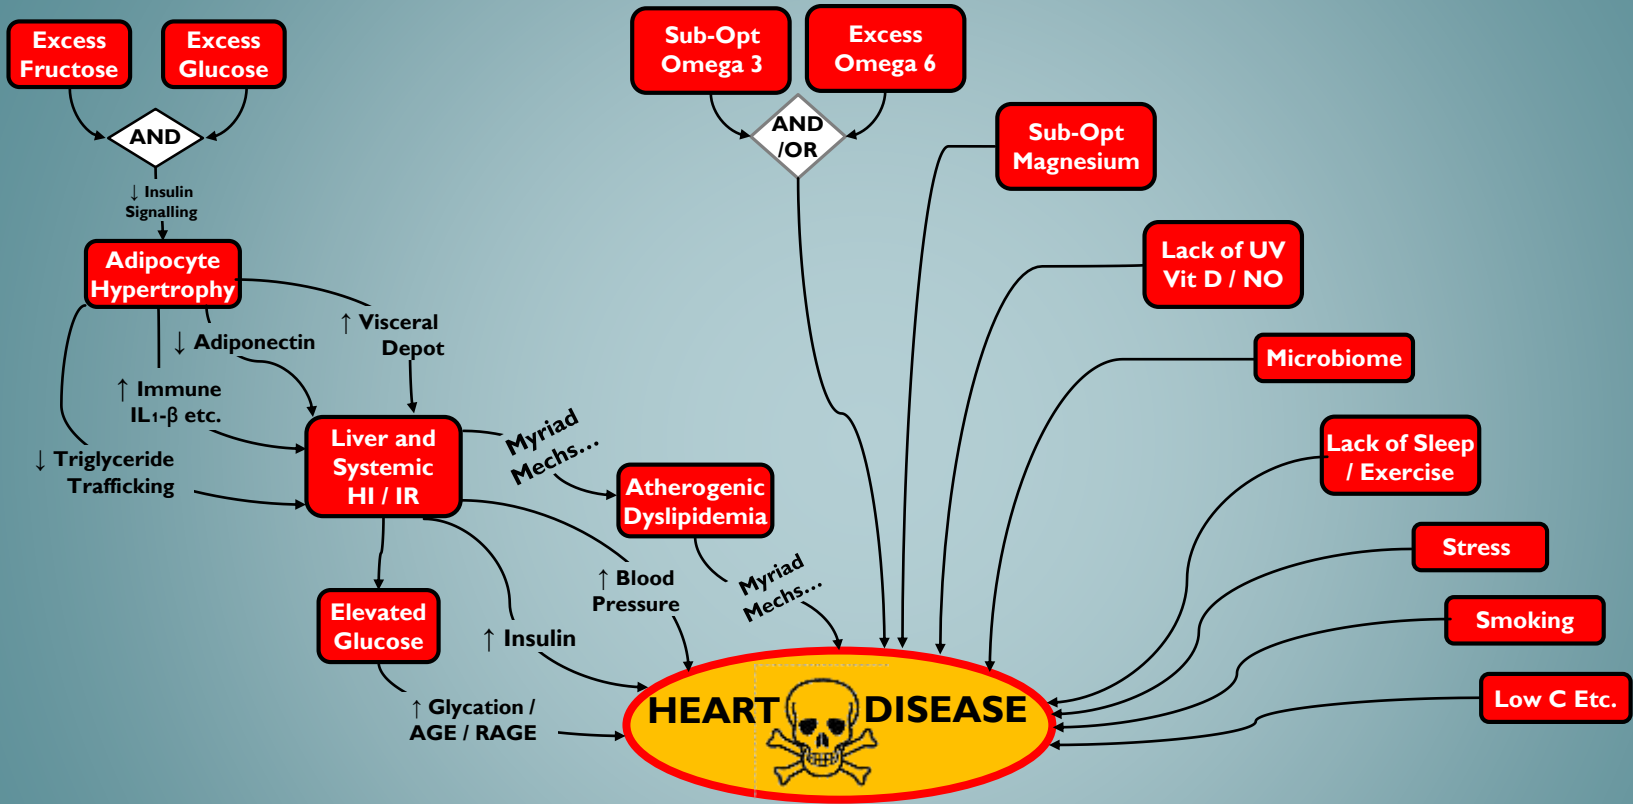 Excess
Fructose
Excess
Glucose
AND
↓ Insulin
Signalling
Adipocyte
Hypertrophy
↓ Adiponectin
↑ Visceral
Depot
↑ Immune
IL₁-β etc.
↓ Triglyceride
Trafficking
Liver and
Systemic
HI / IR
Myriad
Mechs...
Atherogenic
Dyslipidemia
Myriad
Mechs...
↑ Blood
Pressure
↑ Insulin
Elevated
Glucose
↑ Glycation /
AGE / RAGE
Sub-Opt
Omega 3
Excess
Omega 6
AND
/OR
Sub-Opt
Magnesium
Lack of UV
Vit D / NO
Microbiome
Lack of Sleep
/ Exercise
Stress
Smoking
Low C Etc.
HEART DISEASE